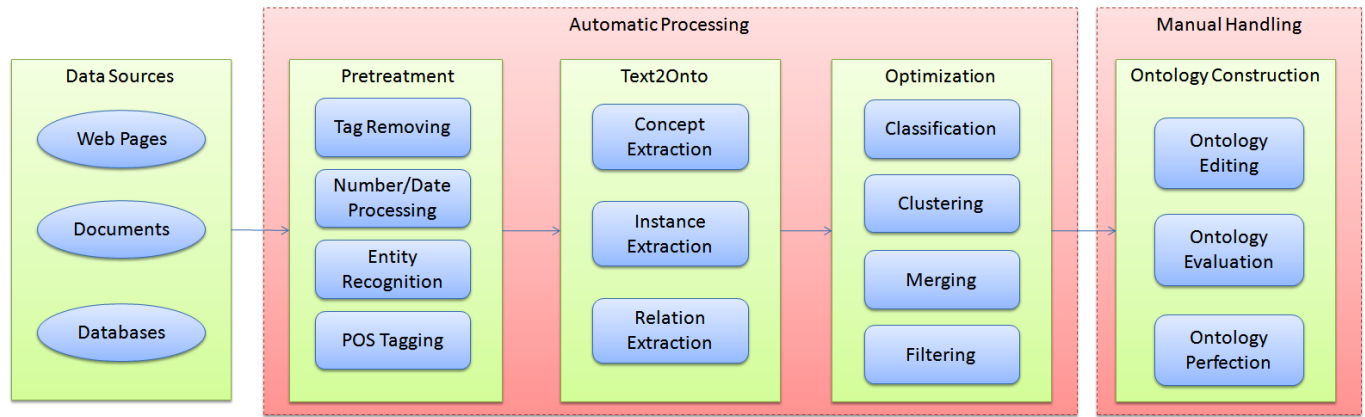 Automatic Processing
Manual Handling
Data Sources
Web Pages
Documents
Databases
Pretreatment
Tag Removing
Number/Date
Processing
Entity
Recognition
POS Tagging
Text2Onto
Concept
Extraction
Instance
Extraction
Relation
Extraction
Optimization
Classification
Clustering
Merging
Filtering
Ontology Construction
Ontology
Editing
Ontology
Evaluation
Ontology
Perfection